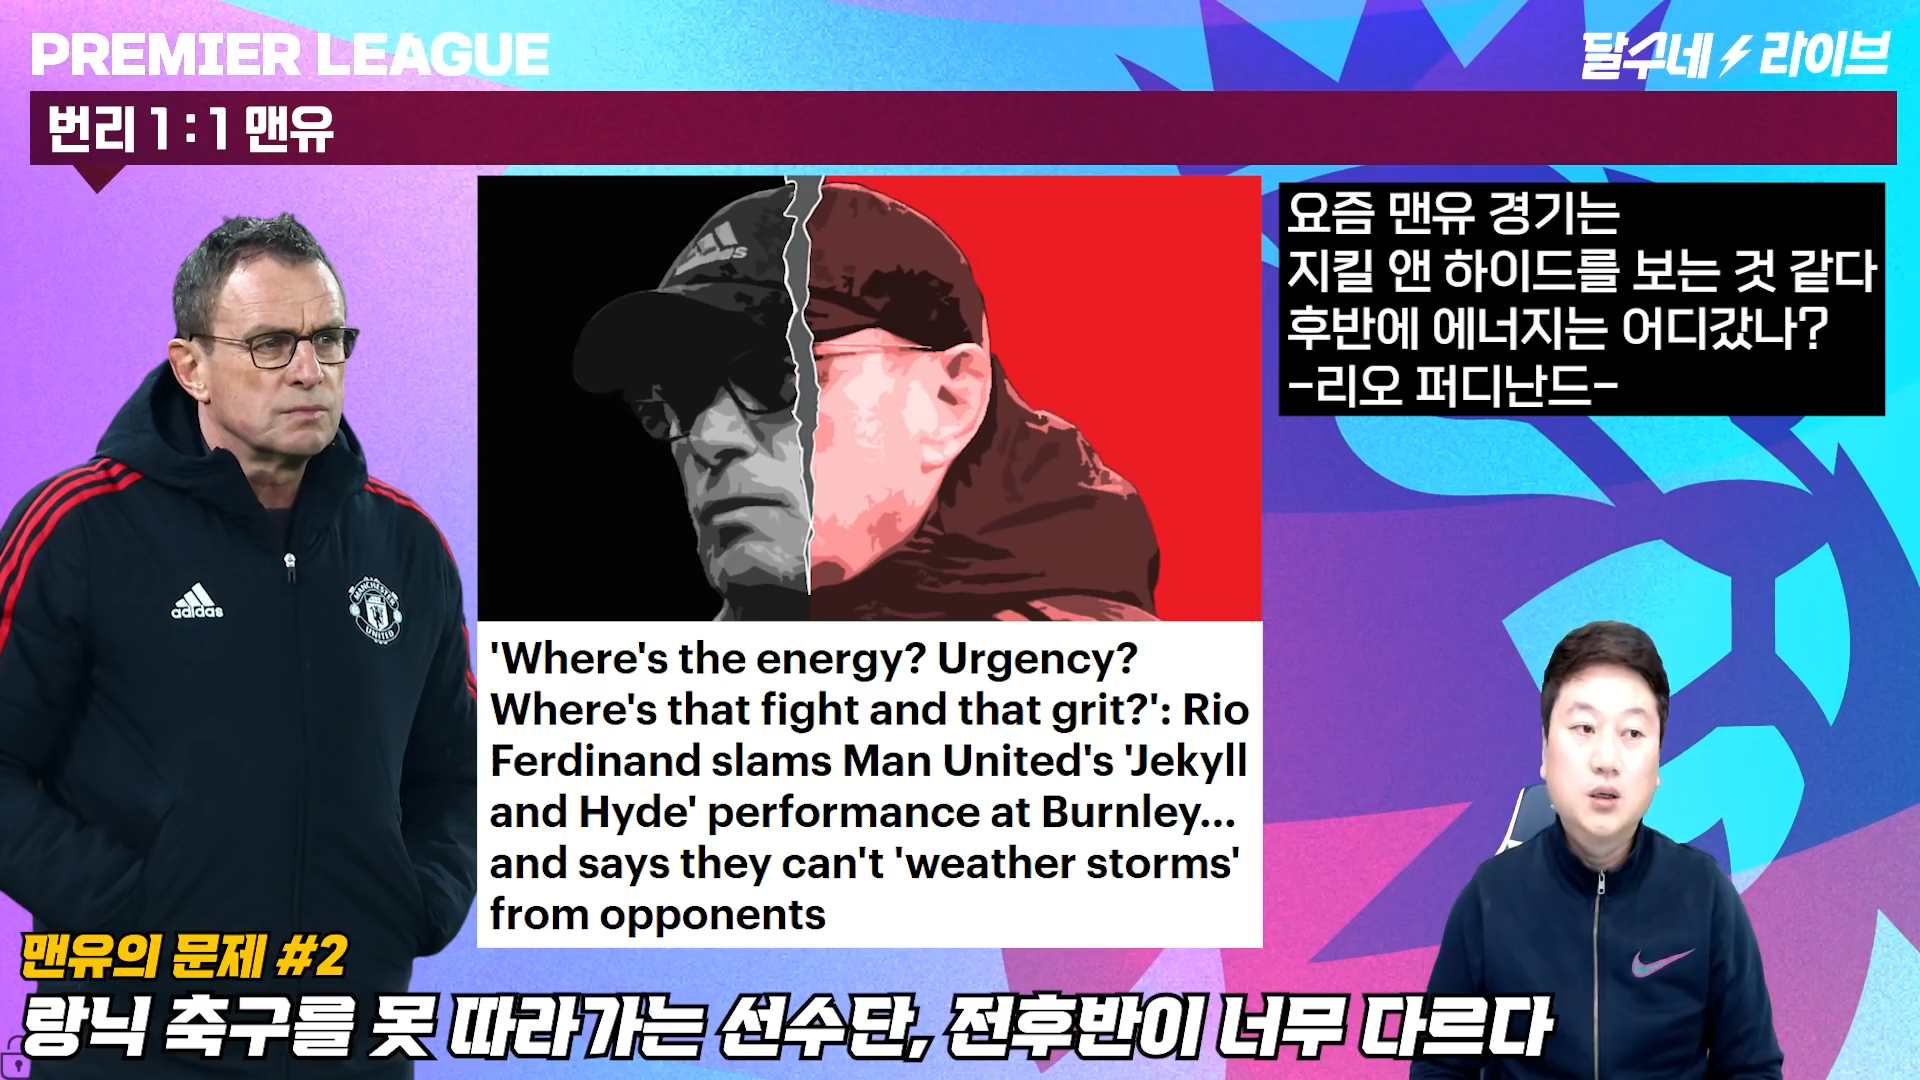 PREMIER LEAGUE
달수네 라이브
번리 1 : 1 맨유
요즘 맨유 경기는
지킬 앤 하이드를 보는 것 같다
후반에 에너지는 어디갔나?
-리오 퍼디난드-
adidas
adidas
MANCHESTER
UNITED
'Where's the energy? Urgency?
Where's that fight and that grit?': Rio
Ferdinand slams Man United's 'Jekyll
and Hyde' performance at Burnley...
and says they can't 'weather storms'
from opponents
맨유의 문제 #2
랑닉 축구를 못 따라가는 선수단, 전후반이 너무 다르다